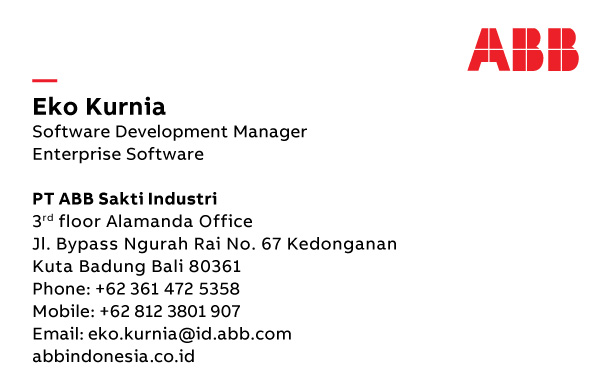 ABB
Eko Kurnia
Software Development Manager
Enterprise Software
PT ABB Sakti Industri
3rd floor Alamanda Office
Jl. Bypass Ngurah Rai No. 67 Kedonganan
Kuta Badung Bali 80361
Phone: +62 361 472 5358
Mobile: +62 812 3801 907
Email: eko.kurnia@id.abb.com
abbindonesia.co.id